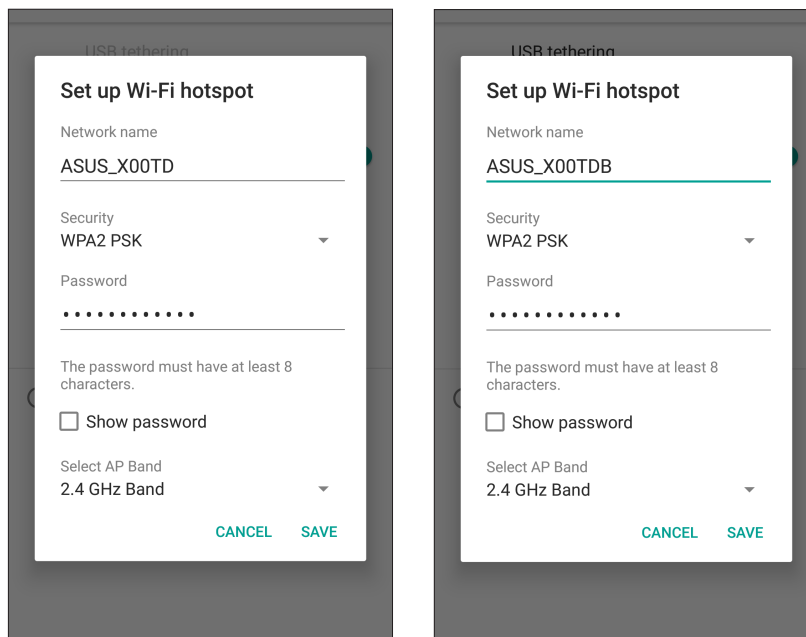 USB tethering
Set up Wi-Fi hotspot
Network name
ASUS_X00TD
Security
WPA2 PSK
Password
••••••••••••
The password must have at least 8
characters.
Show password
Select AP Band
2.4 GHz Band
CANCEL SAVE
USB tethering
Set up Wi-Fi hotspot
Network name
ASUS_X00TDB
Security
WPA2 PSK
Password
••••••••••••
The password must have at least 8
characters.
Show password
Select AP Band
2.4 GHz Band
CANCEL SAVE